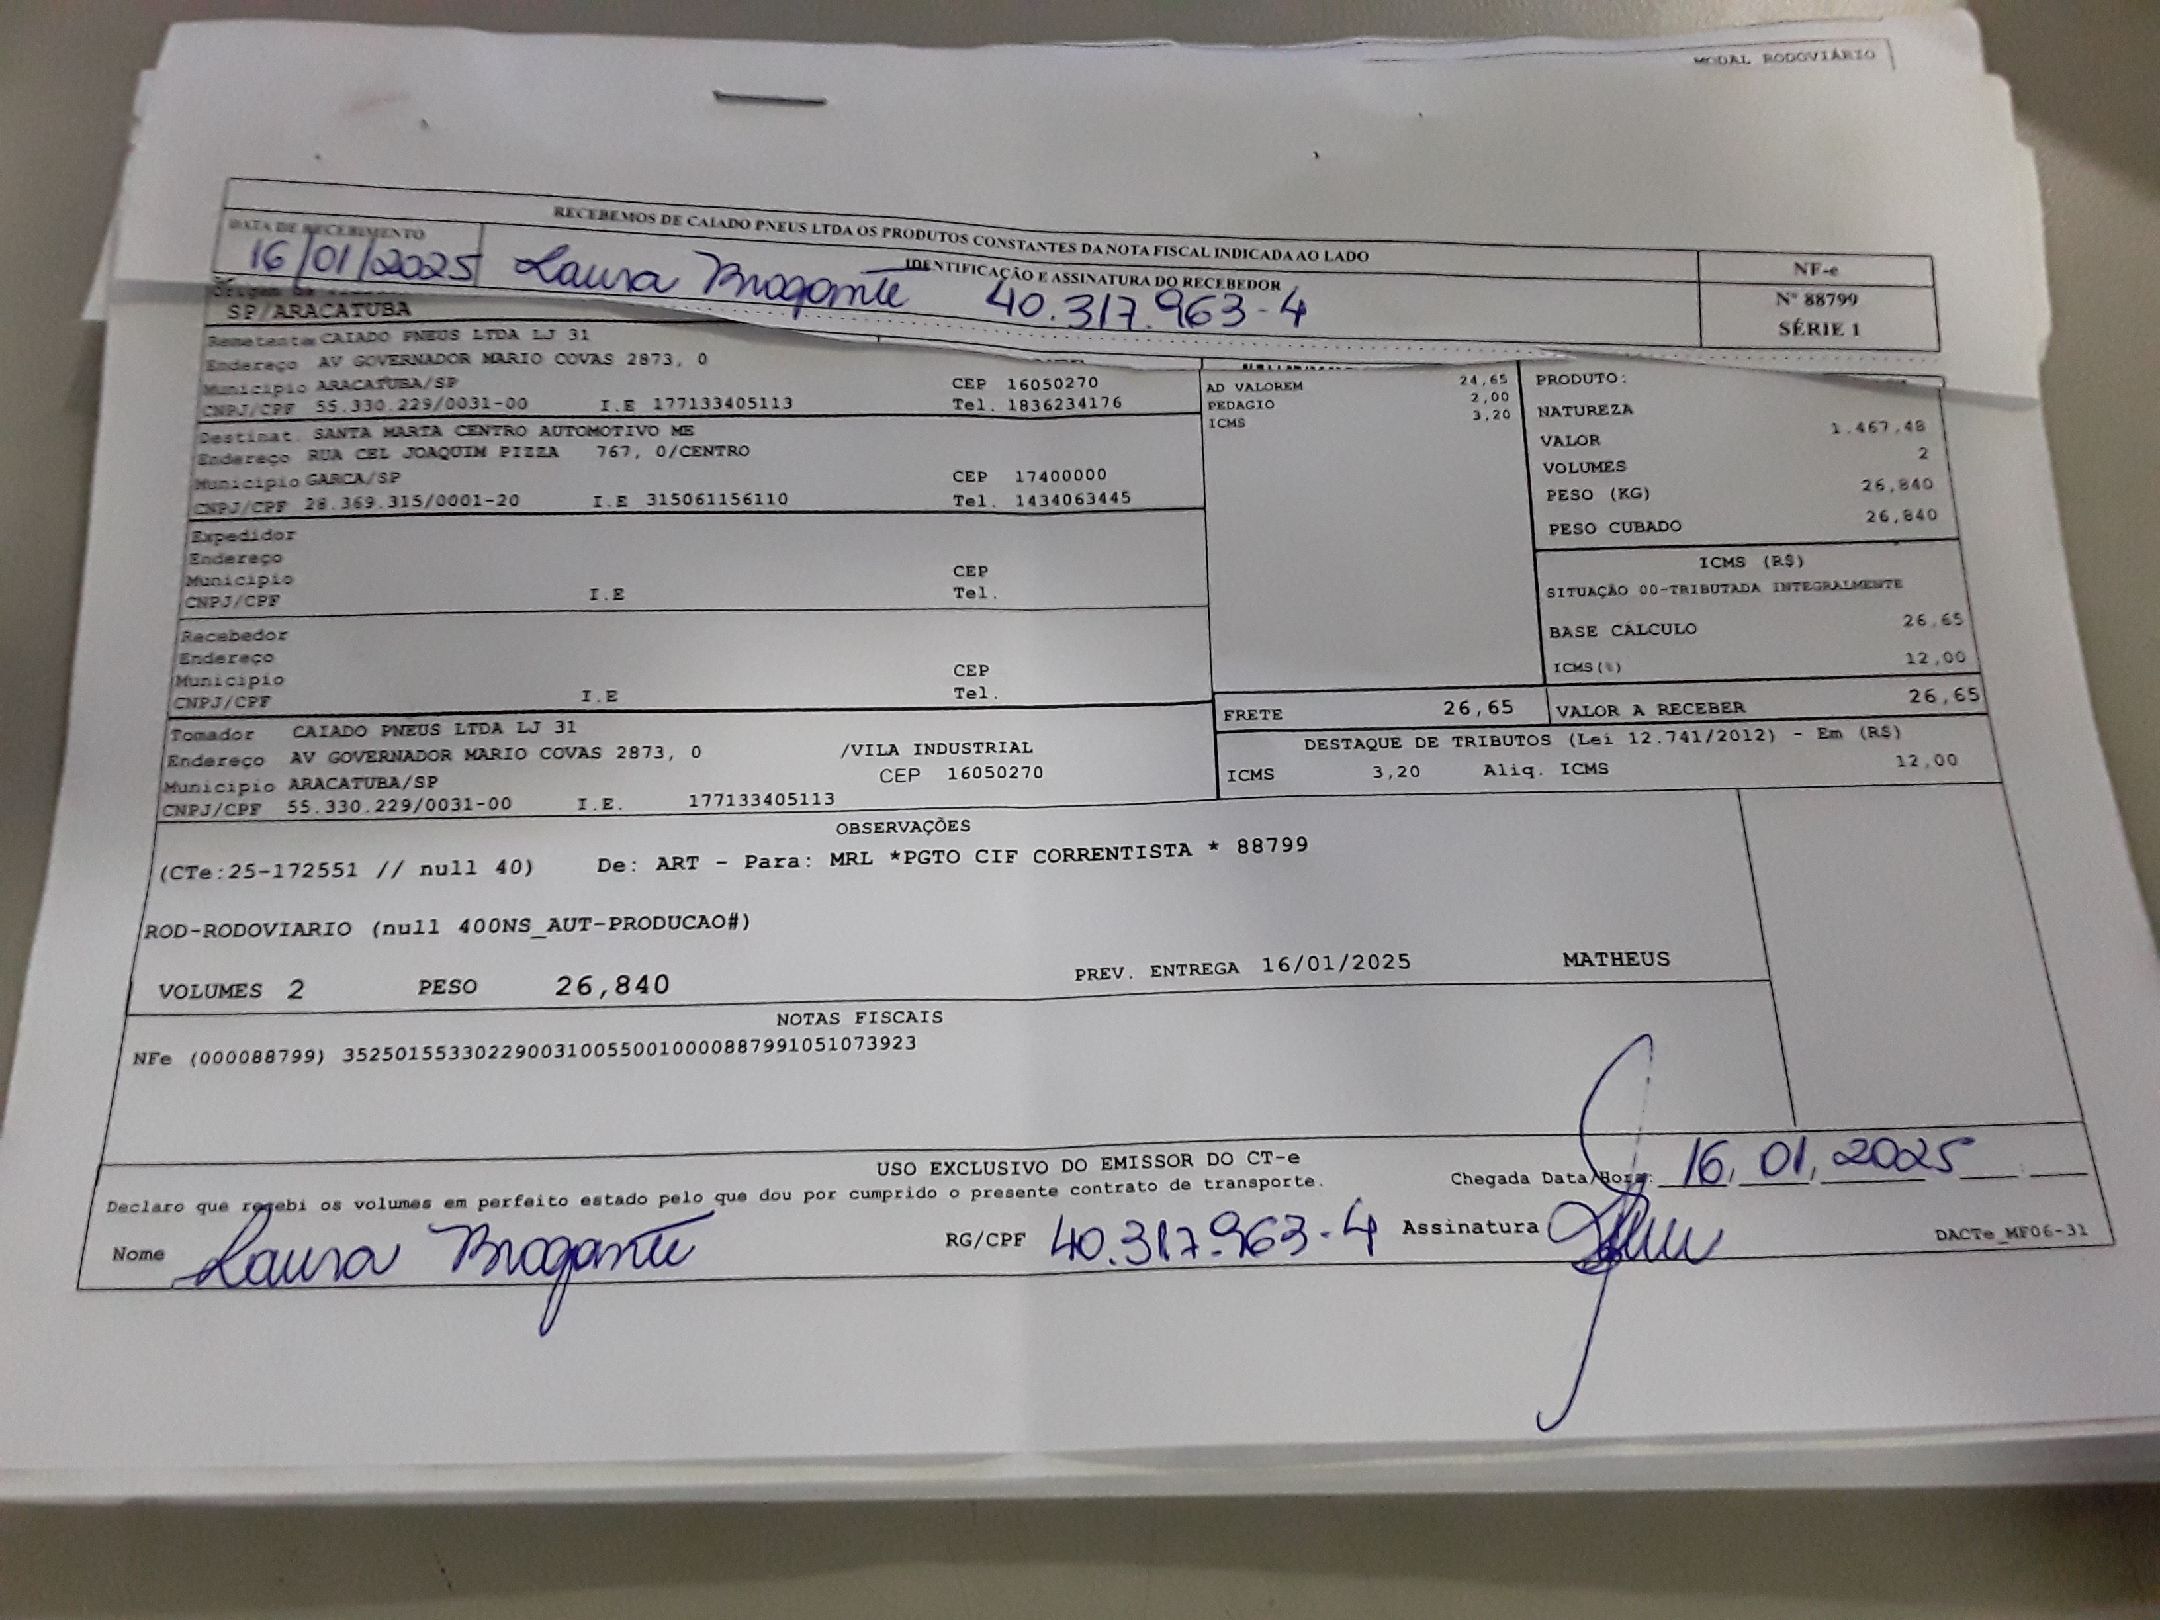 MODAL RODOVIÁRIO
RECEBEMOS DE CAIADO PNEUS LTDA OS PRODUTOS CONSTANTES DA NOTA FISCAL INDICADA AO LADO
DATA DE RECEBIMENTO
16/01/2025
IDENTIFICAÇÃO E ASSINATURA DO RECEBEDOR
Laura Bragante 40.317.963-4
NF-e
Nº 88799
SÉRIE 1
Origem da
SP/ARACATUBA
Remetente CAIADO PNEUS LTDA LJ 31
Endereço AV GOVERNADOR MARIO COVAS 2873, 0
Municipio ARACATUBA/SP CEP 16050270
CNPJ/CPF 55.330.229/0031-00 I.E 177133405113 Tel. 1836234176
Destinat. SANTA MARTA CENTRO AUTOMOTIVO ME
Endereço RUA CEL JOAQUIM PIZZA 767, 0/CENTRO
Municipio GARCA/SP CEP 17400000
CNPJ/CPF 28.369.315/0001-20 I.E 315061156110 Tel. 1434063445
Expedidor
Endereço
Municipio CEP
CNPJ/CPF I.E Tel.
Recebedor
Endereço
Municipio CEP
CNPJ/CPF I.E Tel.
Tomador CAIADO PNEUS LTDA LJ 31
Endereço AV GOVERNADOR MARIO COVAS 2873, 0 /VILA INDUSTRIAL
Municipio ARACATUBA/SP CEP 16050270
CNPJ/CPF 55.330.229/0031-00 I.E. 177133405113
AD VALOREM 24,65
PEDAGIO 2,00
ICMS 3,20
PRODUTO:
NATUREZA
VALOR 1.467,48
VOLUMES 2
PESO (KG) 26,840
PESO CUBADO 26,840
ICMS (R$)
SITUAÇÃO 00-TRIBUTADA INTEGRALMENTE
BASE CÁLCULO 26,65
ICMS(%) 12,00
FRETE 26,65 VALOR A RECEBER 26,65
DESTAQUE DE TRIBUTOS (Lei 12.741/2012) - Em (R$)
ICMS 3,20 Aliq. ICMS 12,00
OBSERVAÇÕES
(CTe:25-172551 // null 40) De: ART - Para: MRL *PGTO CIF CORRENTISTA * 88799
ROD-RODOVIARIO (null 400NS_AUT-PRODUCAO#)
VOLUMES 2 PESO 26,840 PREV. ENTREGA 16/01/2025 MATHEUS
NOTAS FISCAIS
NFe (000088799) 35250155330229003100550010000887991051073923
USO EXCLUSIVO DO EMISSOR DO CT-e
Declaro que recebi os volumes em perfeito estado pelo que dou por cumprido o presente contrato de transporte. Chegada Data/Hora: 16, 01, 2025
Nome Laura Bragante RG/CPF 40.317.963-4 Assinatura
DACTe_MF06-31